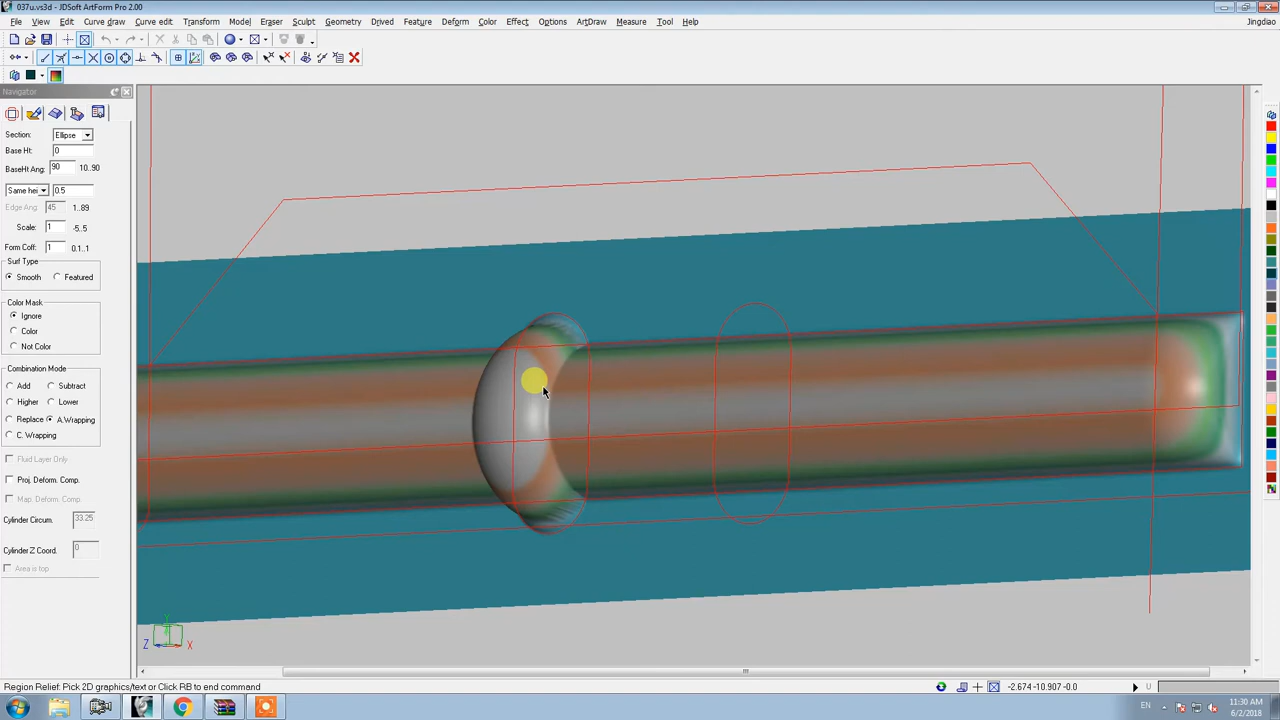 037u.vs3d - JDSoft ArtForm Pro 2.00
File View Edit Curve draw Curve edit Transform Model Eraser Sculpt Geometry Drived Feature Deform Color Effect Options ArtDraw Measure Tool Help Jingdiao
Navigator
Section: Ellipse
Base Ht: 0
BaseHt Ang: 90 10..90
Same hei 0.5
Edge Ang: 45 1..89
Scale: 1 -5..5
Form Coff: 1 0.1..1
Surf Type
Smooth Featured
Color Mask
Ignore
Color
Not Color
Combination Mode
Add Subtract
Higher Lower
Replace A.Wrapping
C. Wrapping
Fluid Layer Only
Proj. Deform. Comp.
Map. Deform. Comp.
Cylinder Circum. 33.25
Cylinder Z Coord. 0
Area is top
Y
Z X
Region Relief: Pick 2D graphics/text or Click RB to end command -2.674 -10.907 -0.0 U
EN 11:30 AM
6/2/2018